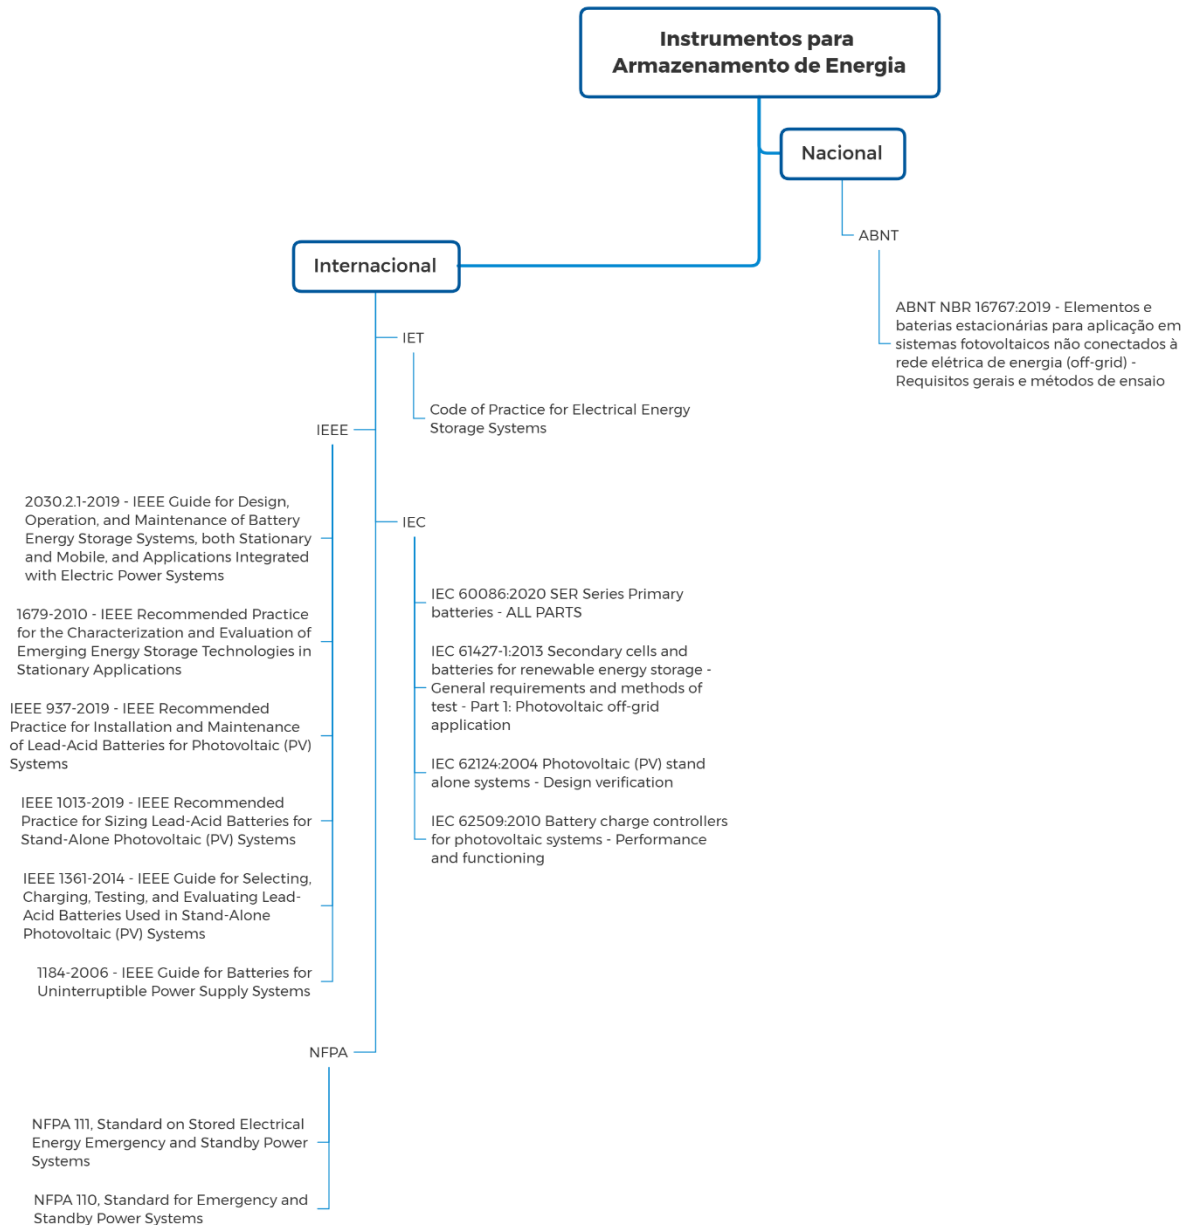 Instrumentos para
Armazenamento de Energia
Nacional
ABNT
ABNT NBR 16767:2019 - Elementos e
baterias estacionárias para aplicação em
sistemas fotovoltaicos não conectados à
rede elétrica de energia (off-grid) -
Requisitos gerais e métodos de ensaio
Internacional
IET
Code of Practice for Electrical Energy
Storage Systems
IEEE
2030.2.1-2019 - IEEE Guide for Design,
Operation, and Maintenance of Battery
Energy Storage Systems, both Stationary
and Mobile, and Applications Integrated
with Electric Power Systems
1679-2010 - IEEE Recommended Practice
for the Characterization and Evaluation of
Emerging Energy Storage Technologies in
Stationary Applications
IEEE 937-2019 - IEEE Recommended
Practice for Installation and Maintenance
of Lead-Acid Batteries for Photovoltaic (PV)
Systems
IEEE 1013-2019 - IEEE Recommended
Practice for Sizing Lead-Acid Batteries for
Stand-Alone Photovoltaic (PV) Systems
IEEE 1361-2014 - IEEE Guide for Selecting,
Charging, Testing, and Evaluating Lead-
Acid Batteries Used in Stand-Alone
Photovoltaic (PV) Systems
1184-2006 - IEEE Guide for Batteries for
Uninterruptible Power Supply Systems
IEC
IEC 60086:2020 SER Series Primary
batteries - ALL PARTS
IEC 61427-1:2013 Secondary cells and
batteries for renewable energy storage -
General requirements and methods of
test - Part 1: Photovoltaic off-grid
application
IEC 62124:2004 Photovoltaic (PV) stand
alone systems - Design verification
IEC 62509:2010 Battery charge controllers
for photovoltaic systems - Performance
and functioning
NFPA
NFPA 111, Standard on Stored Electrical
Energy Emergency and Standby Power
Systems
NFPA 110, Standard for Emergency and
Standby Power Systems